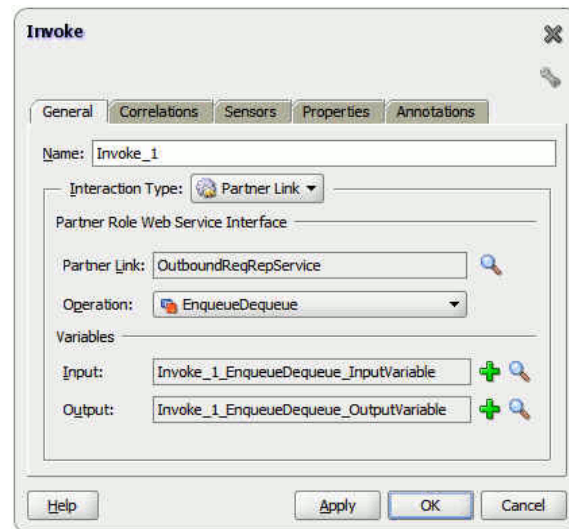 Invoke
General Correlations Sensors Properties Annotations
Name: Invoke_1
Interaction Type: Partner Link
Partner Role Web Service Interface
Partner Link: OutboundReqRepService
Operation: EnqueueDequeue
Variables
Input: Invoke_1_EnqueueDequeue_InputVariable
Output: Invoke_1_EnqueueDequeue_OutputVariable
Help Apply OK Cancel